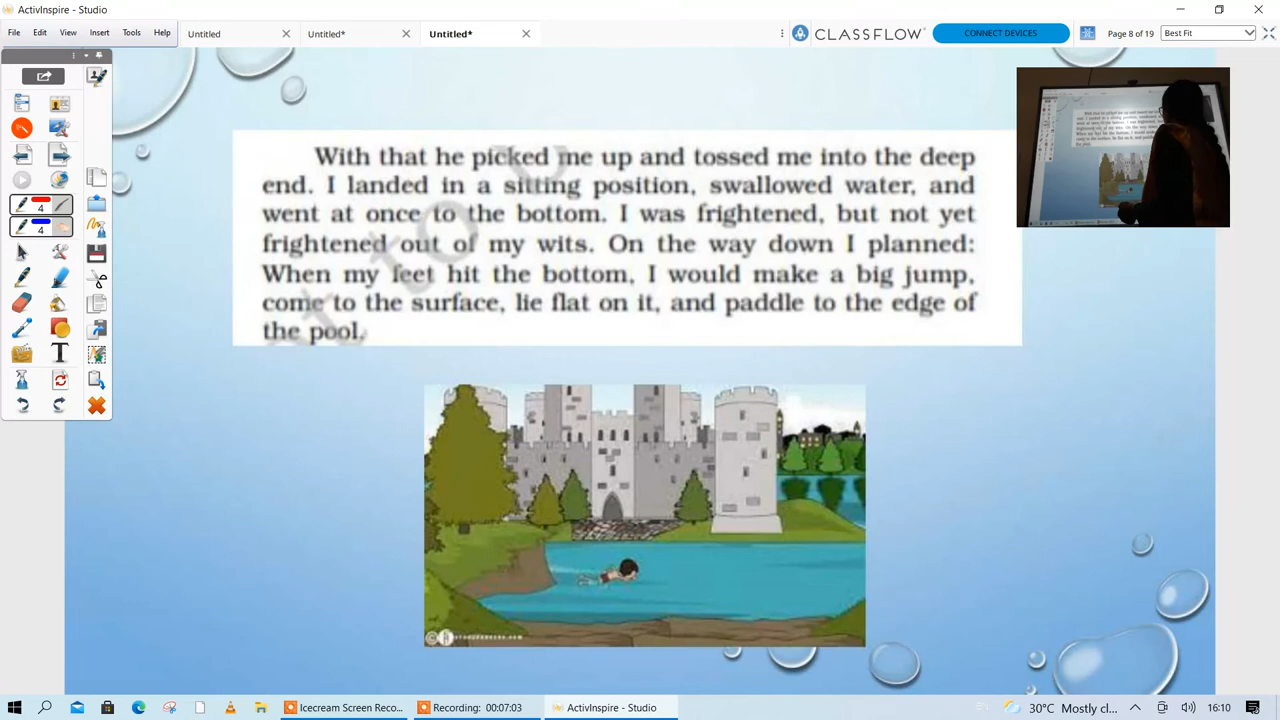 ActivInspire - Studio
File Edit View Insert Tools Help
Untitled
Untitled*
Untitled*
CLASSFLOW
CONNECT DEVICES
Page 8 of 19
Best Fit
4
4
T
With that he picked me up and tossed me into the deep
end. I landed in a sitting position, swallowed water, and
went at once to the bottom. I was frightened, but not yet
frightened out of my wits. On the way down I planned:
When my feet hit the bottom, I would make a big jump,
come to the surface, lie flat on it, and paddle to the edge of
the pool.
Icecream Screen Reco...
Recording: 00:07:03
ActivInspire - Studio
30°C Mostly cl...
16:10